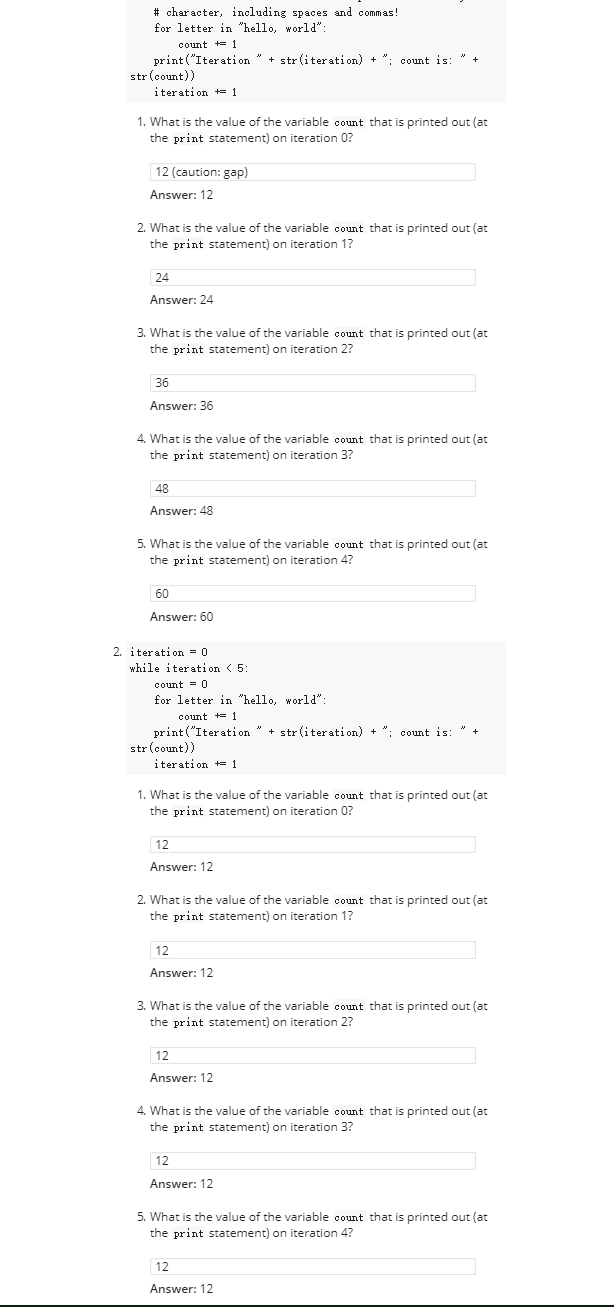 # character, including spaces and commas!
for letter in "hello, world":
count += 1
print("Iteration " + str(iteration) + "; count is: " +
str(count))
iteration += 1
1. What is the value of the variable count that is printed out (at
the print statement) on iteration 0?
12 (caution: gap)
Answer: 12
2. What is the value of the variable count that is printed out (at
the print statement) on iteration 1?
24
Answer: 24
3. What is the value of the variable count that is printed out (at
the print statement) on iteration 2?
36
Answer: 36
4. What is the value of the variable count that is printed out (at
the print statement) on iteration 3?
48
Answer: 48
5. What is the value of the variable count that is printed out (at
the print statement) on iteration 4?
60
Answer: 60
2. iteration = 0
while iteration < 5:
count = 0
for letter in "hello, world":
count += 1
print("Iteration " + str(iteration) + "; count is: " +
str(count))
iteration += 1
1. What is the value of the variable count that is printed out (at
the print statement) on iteration 0?
12
Answer: 12
2. What is the value of the variable count that is printed out (at
the print statement) on iteration 1?
12
Answer: 12
3. What is the value of the variable count that is printed out (at
the print statement) on iteration 2?
12
Answer: 12
4. What is the value of the variable count that is printed out (at
the print statement) on iteration 3?
12
Answer: 12
5. What is the value of the variable count that is printed out (at
the print statement) on iteration 4?
12
Answer: 12